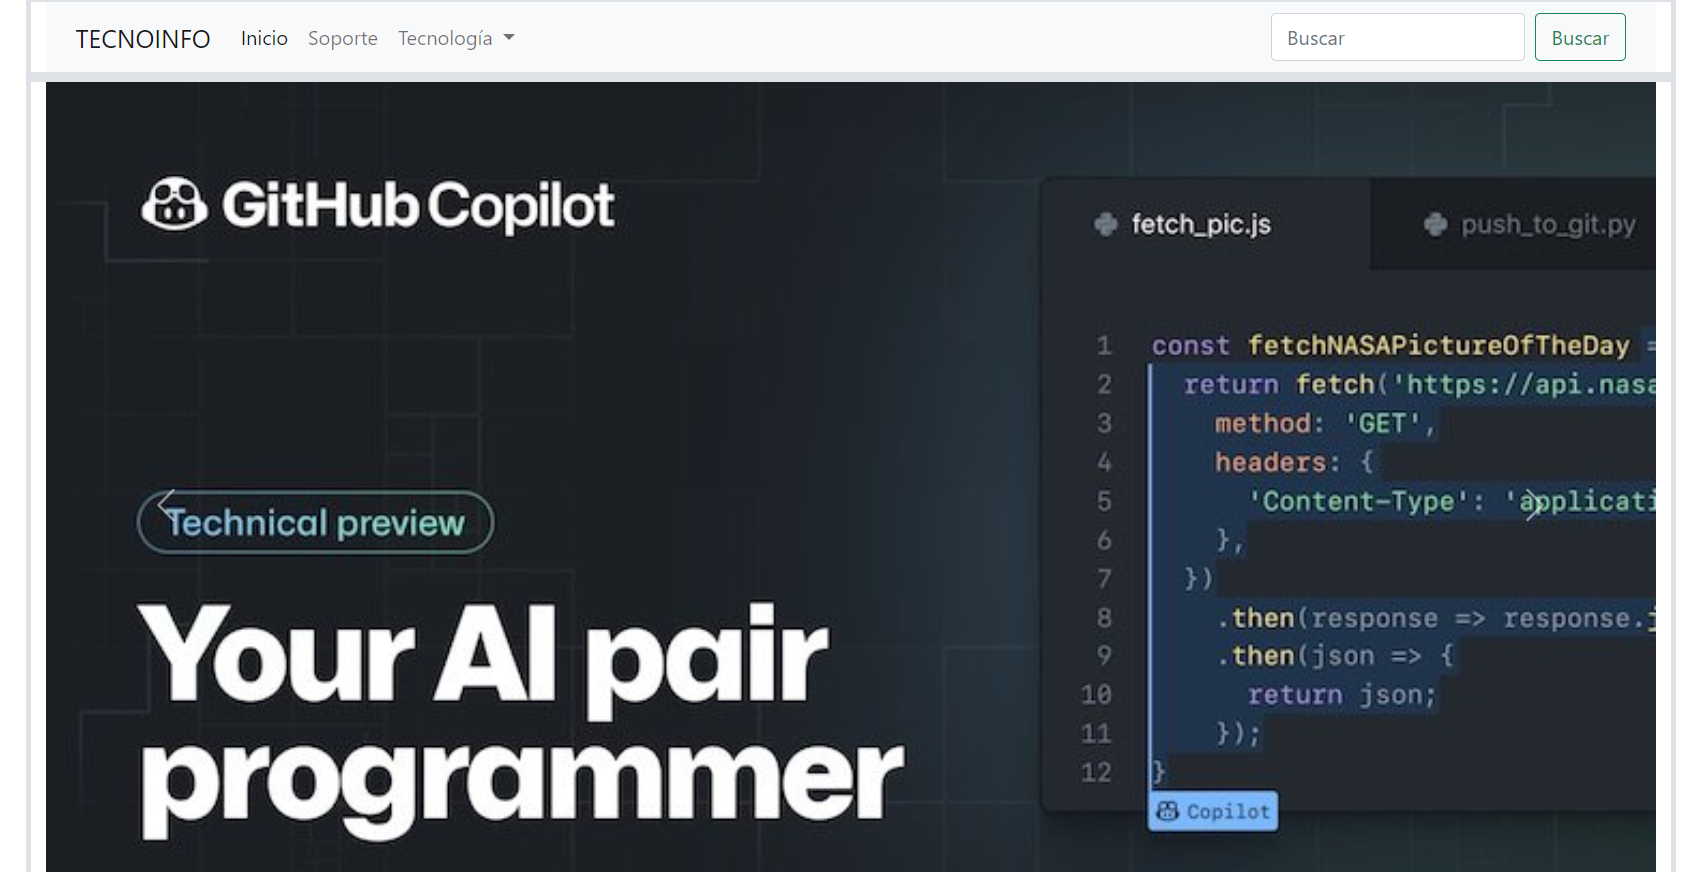 TECNOINFO Inicio Soporte Tecnología Buscar Buscar
GitHub Copilot
fetch_pic.js push_to_git.py
Technical preview
Your AI pair
programmer
1 const fetchNASAPictureOfTheDay =
2 return fetch('https://api.nasa
3 method: 'GET',
4 headers: {
5 'Content-Type': 'applicati
6 },
7 })
8 .then(response => response.j
9 .then(json => {
10 return json;
11 });
12 }
Copilot